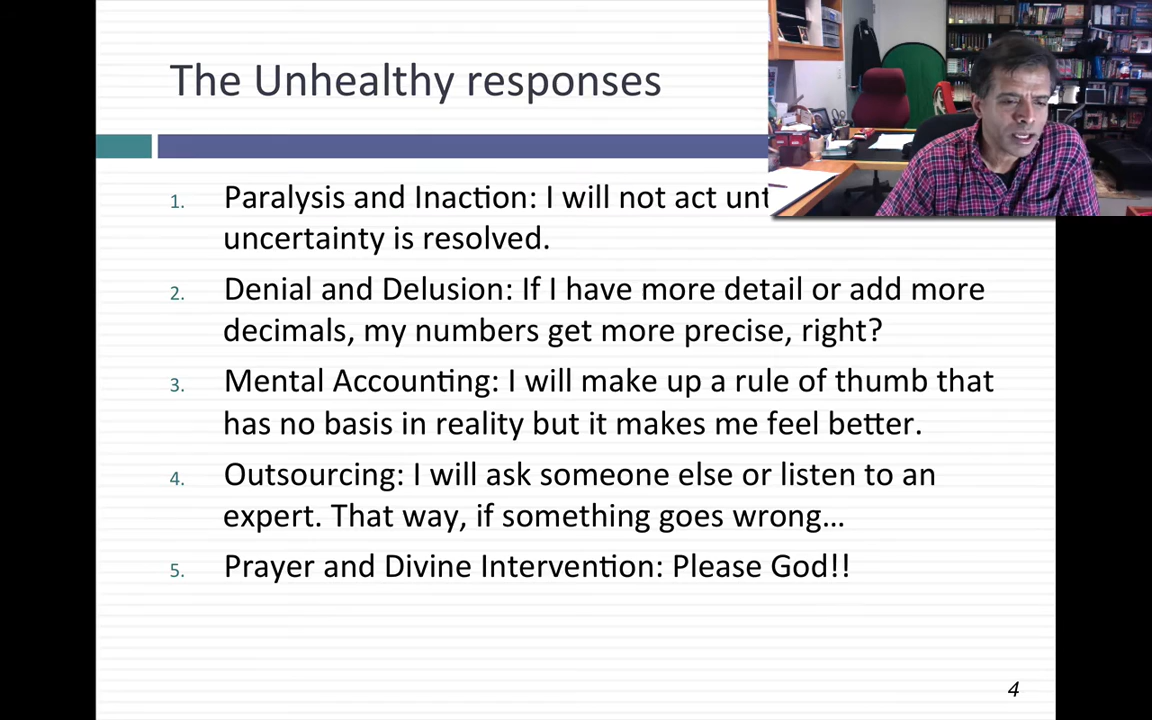 The Unhealthy responses
1. Paralysis and Inaction: I will not act
uncertainty is resolved.
2. Denial and Delusion: If I have more detail or add more
decimals, my numbers get more precise, right?
3. Mental Accounting: I will make up a rule of thumb that
has no basis in reality but it makes me feel better.
4. Outsourcing: I will ask someone else or listen to an
expert. That way, if something goes wrong…
5. Prayer and Divine Intervention: Please God!!
4